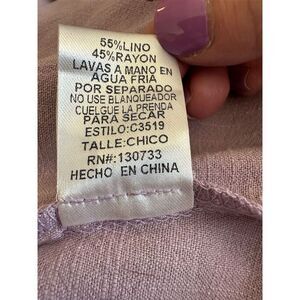 55%LINO
45%RAYON
LAVAS A MANO EN
AGUA FRIA
POR SEPARADO
NO USE BLANQUEADOR
CUELGUE LA PRENDA
PARA SECAR
ESTILO:C3519
TALLE:CHICO
RN#:130733
HECHO EN CHINA